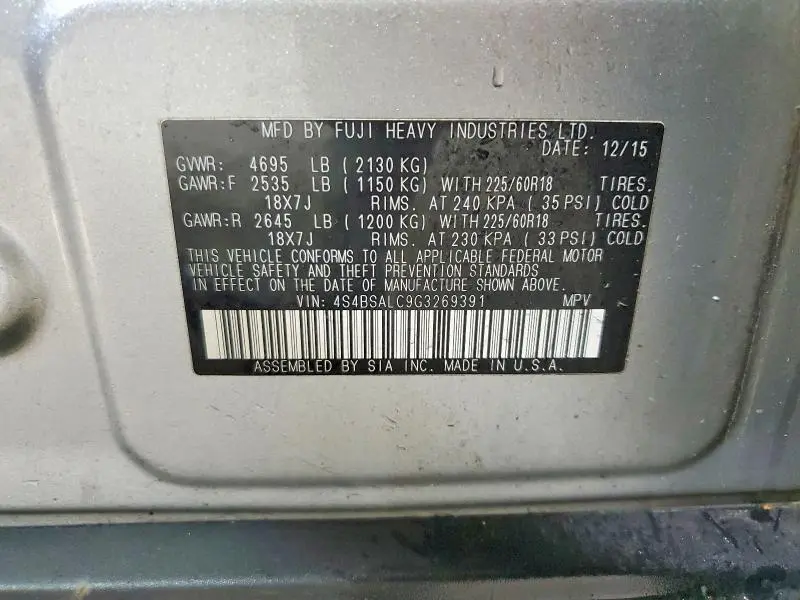 MFD BY FUJI HEAVY INDUSTRIES LTD.
DATE: 12/15
GVWR: 4695 LB (2130 KG)
GAWR:F 2535 LB (1150 KG) WITH 225/60R18 TIRES.
18X7J RIMS. AT 240 KPA (35 PSI) COLD
GAWR:R 2645 LB (1200 KG) WITH 225/60R18 TIRES.
18X7J RIMS. AT 230 KPA (33 PSI) COLD
THIS VEHICLE CONFORMS TO ALL APPLICABLE FEDERAL MOTOR
VEHICLE SAFETY AND THEFT PREVENTION STANDARDS
IN EFFECT ON THE DATE OF MANUFACTURE SHOWN ABOVE.
VIN: 4S4BSALC9G3269391 MPV
ASSEMBLED BY SIA INC. MADE IN U.S.A.